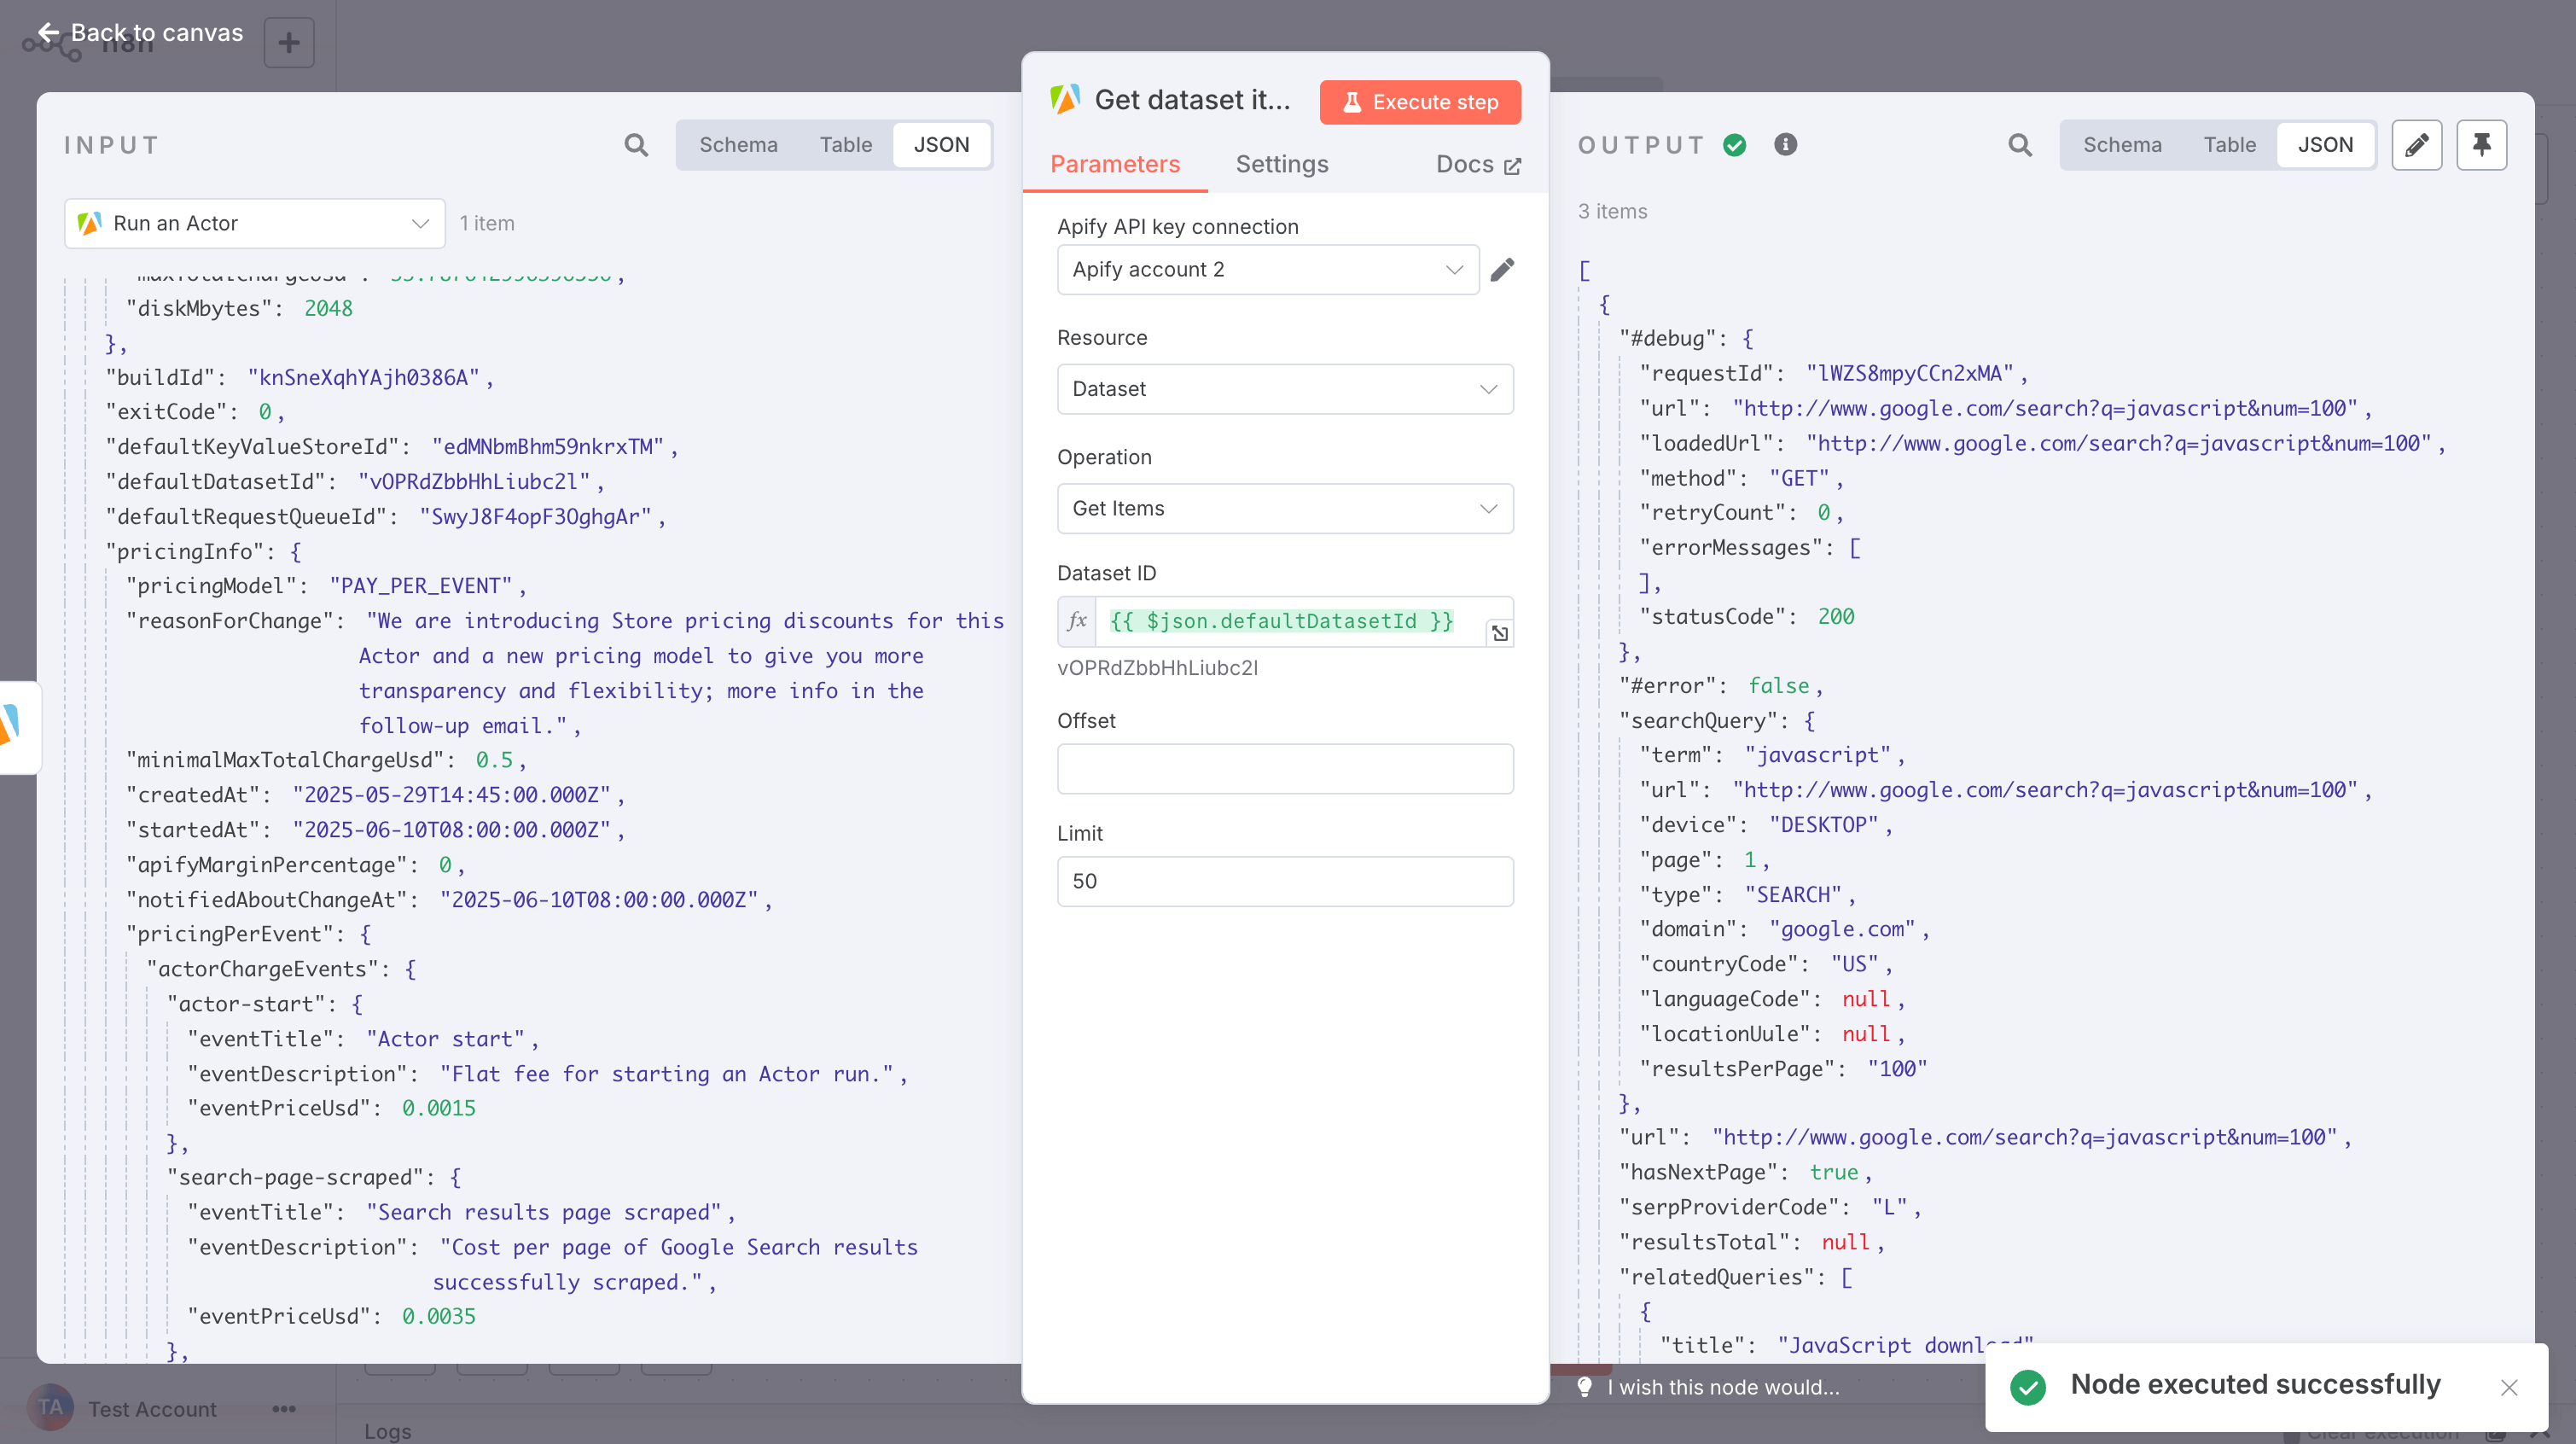 Back to canvas
n8n
INPUT
Schema
Table
JSON
Run an Actor
1 item
"diskMbytes": 2048
},
"buildId": "knSneXqhYAjh0386A",
"exitCode": 0,
"defaultKeyValueStoreId": "edMNbmBhm59nkrxTM",
"defaultDatasetId": "vOPRdZbbHhLiubc2l",
"defaultRequestQueueId": "SwyJ8F4opF3OghgAr",
"pricingInfo": {
"pricingModel": "PAY_PER_EVENT",
"reasonForChange": "We are introducing Store pricing discounts for this
Actor and a new pricing model to give you more
transparency and flexibility; more info in the
follow-up email.",
"minimalMaxTotalChargeUsd": 0.5,
"createdAt": "2025-05-29T14:45:00.000Z",
"startedAt": "2025-06-10T08:00:00.000Z",
"apifyMarginPercentage": 0,
"notifiedAboutChangeAt": "2025-06-10T08:00:00.000Z",
"pricingPerEvent": {
"actorChargeEvents": {
"actor-start": {
"eventTitle": "Actor start",
"eventDescription": "Flat fee for starting an Actor run.",
"eventPriceUsd": 0.0015
},
"search-page-scraped": {
"eventTitle": "Search results page scraped",
"eventDescription": "Cost per page of Google Search results
successfully scraped.",
"eventPriceUsd": 0.0035
},
TA
Test Account
Logs
Get dataset it...
Execute step
Parameters
Settings
Docs
Apify API key connection
Apify account 2
Resource
Dataset
Operation
Get Items
Dataset ID
fx {{ $json.defaultDatasetId }}
vOPRdZbbHhLiubc2l
Offset
Limit
50
OUTPUT
Schema
Table
JSON
3 items
[
{
"#debug": {
"requestId": "lWZS8mpyCCn2xMA",
"url": "http://www.google.com/search?q=javascript&num=100",
"loadedUrl": "http://www.google.com/search?q=javascript&num=100",
"method": "GET",
"retryCount": 0,
"errorMessages": [
],
"statusCode": 200
},
"#error": false,
"searchQuery": {
"term": "javascript",
"url": "http://www.google.com/search?q=javascript&num=100",
"device": "DESKTOP",
"page": 1,
"type": "SEARCH",
"domain": "google.com",
"countryCode": "US",
"languageCode": null,
"locationUule": null,
"resultsPerPage": "100"
},
"url": "http://www.google.com/search?q=javascript&num=100",
"hasNextPage": true,
"serpProviderCode": "L",
"resultsTotal": null,
"relatedQueries": [
{
"title": "JavaScript download"
I wish this node would...
Node executed successfully
Clear execution